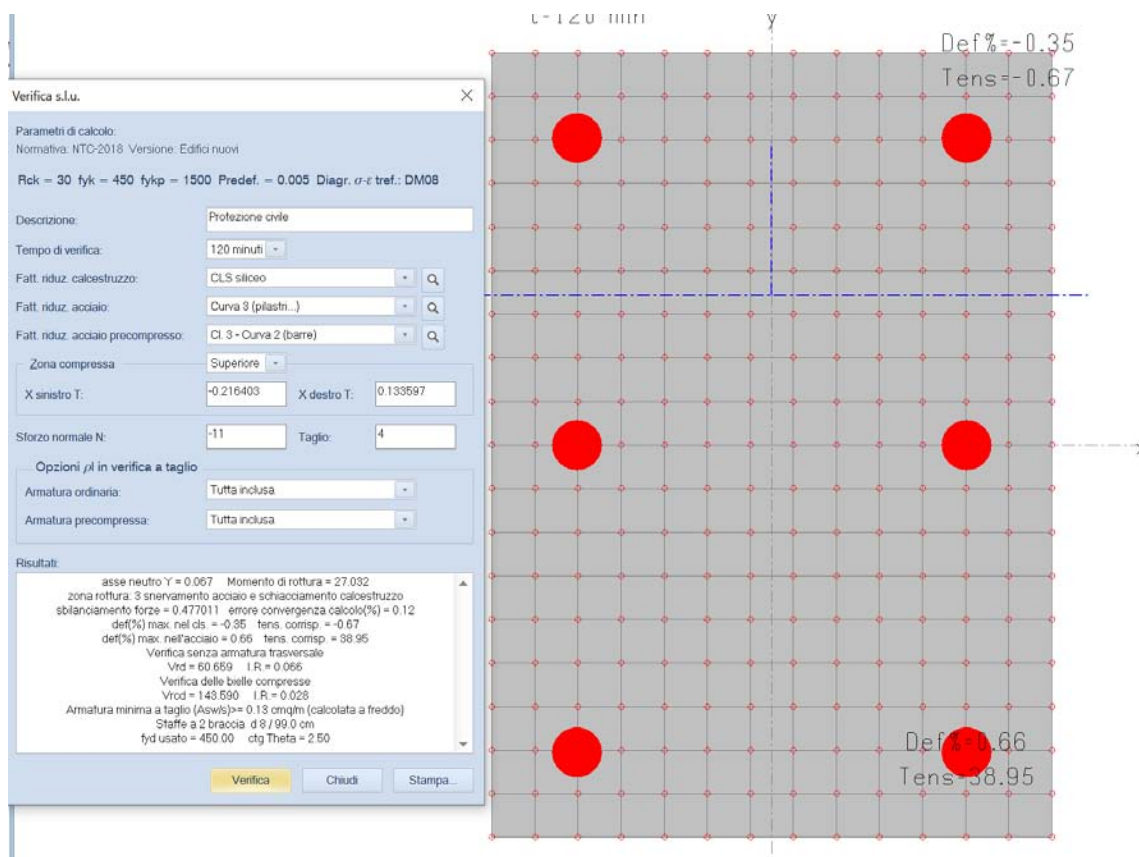 t-120 min
y
Def%=-0.35
Tens=-0.67
Verifica s.l.u.
Parametri di calcolo:
Normativa: NTC-2018 Versione: Edifici nuovi
Rck = 30 fyk = 450 fykp = 1500 Predef. = 0.005 Diagr. σ-ε tref.: DM08
Descrizione:
Protezione civile
Tempo di verifica:
120 minuti
Fatt. riduz. calcestruzzo:
CLS siliceo
Fatt. riduz. acciaio:
Curva 3 (pilastri...)
Fatt. riduz. acciaio precompresso:
Cl. 3 - Curva 2 (barre)
Zona compressa
Superiore
X sinistro T:
-0.216403
X destro T:
0.133597
Sforzo normale N:
-11
Taglio:
4
Opzioni ρl in verifica a taglio
Armatura ordinaria:
Tutta inclusa
Armatura precompressa:
Tutta inclusa
Risultati:
asse neutro Y = 0.067 Momento di rottura = 27.032
zona rottura: 3 snervamento acciaio e schiacciamento calcestruzzo
sbilanciamento forze = 0.477011 errore convergenza calcolo(%) = 0.12
def(%) max. nel cls. = -0.35 tens. corrisp. = -0.67
def(%) max. nell'acciaio = 0.66 tens. corrisp. = 38.95
Verifica senza armatura trasversale
Vrd = 60.659 I.R.= 0.066
Verifica delle bielle compresse
Vrcd = 143.590 I.R.= 0.028
Armatura minima a taglio (Asw/s)>= 0.13 cmq/m (calcolata a freddo)
Staffe a 2 braccia d 8 / 99.0 cm
fyd usato = 450.00 ctg Theta = 2.50
Verifica
Chiudi
Stampa...
Def%=0.66
Tens=38.95